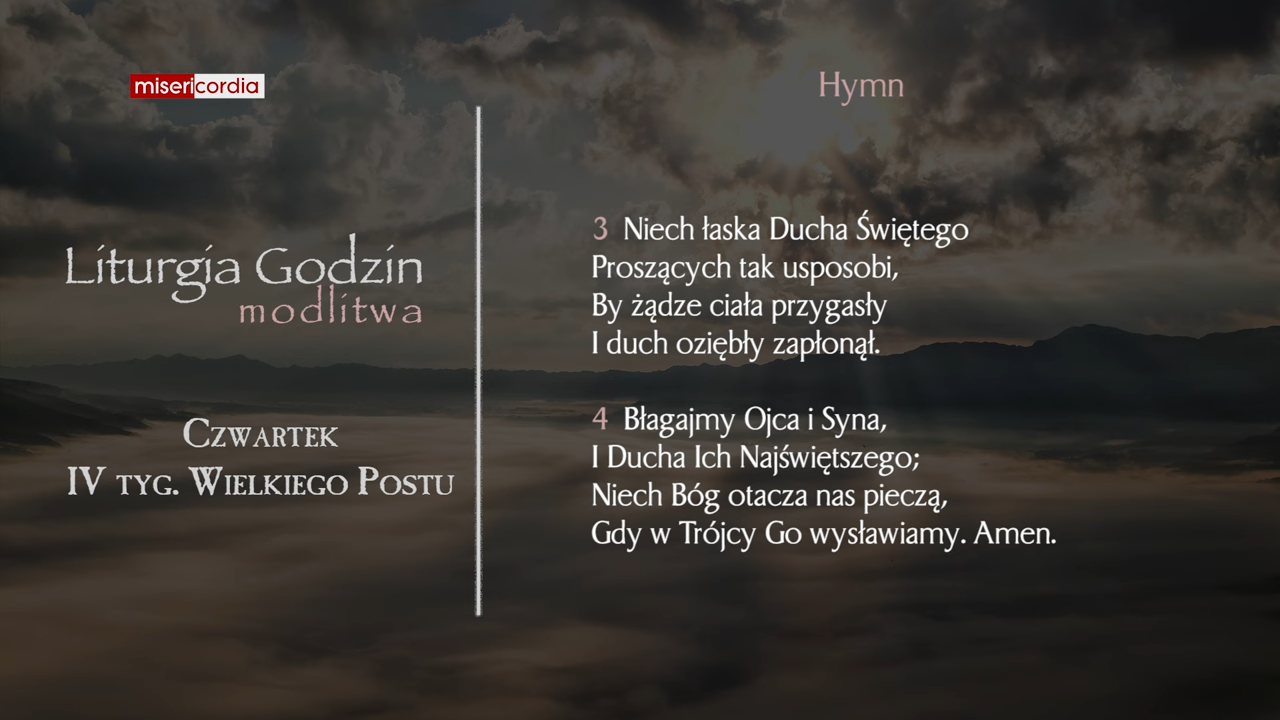 misericordia
Liturgia Godzin
modlitwa
Czwartek
IV tyg. Wielkiego Postu
Hymn
3 Niech łaska Ducha Świętego
Proszących tak usposobi,
By żądze ciała przygasły
I duch oziębły zapłonął.
4 Błagajmy Ojca i Syna,
I Ducha Ich Najświętszego;
Niech Bóg otacza nas pieczą,
Gdy w Trójcy Go wysławiamy. Amen.